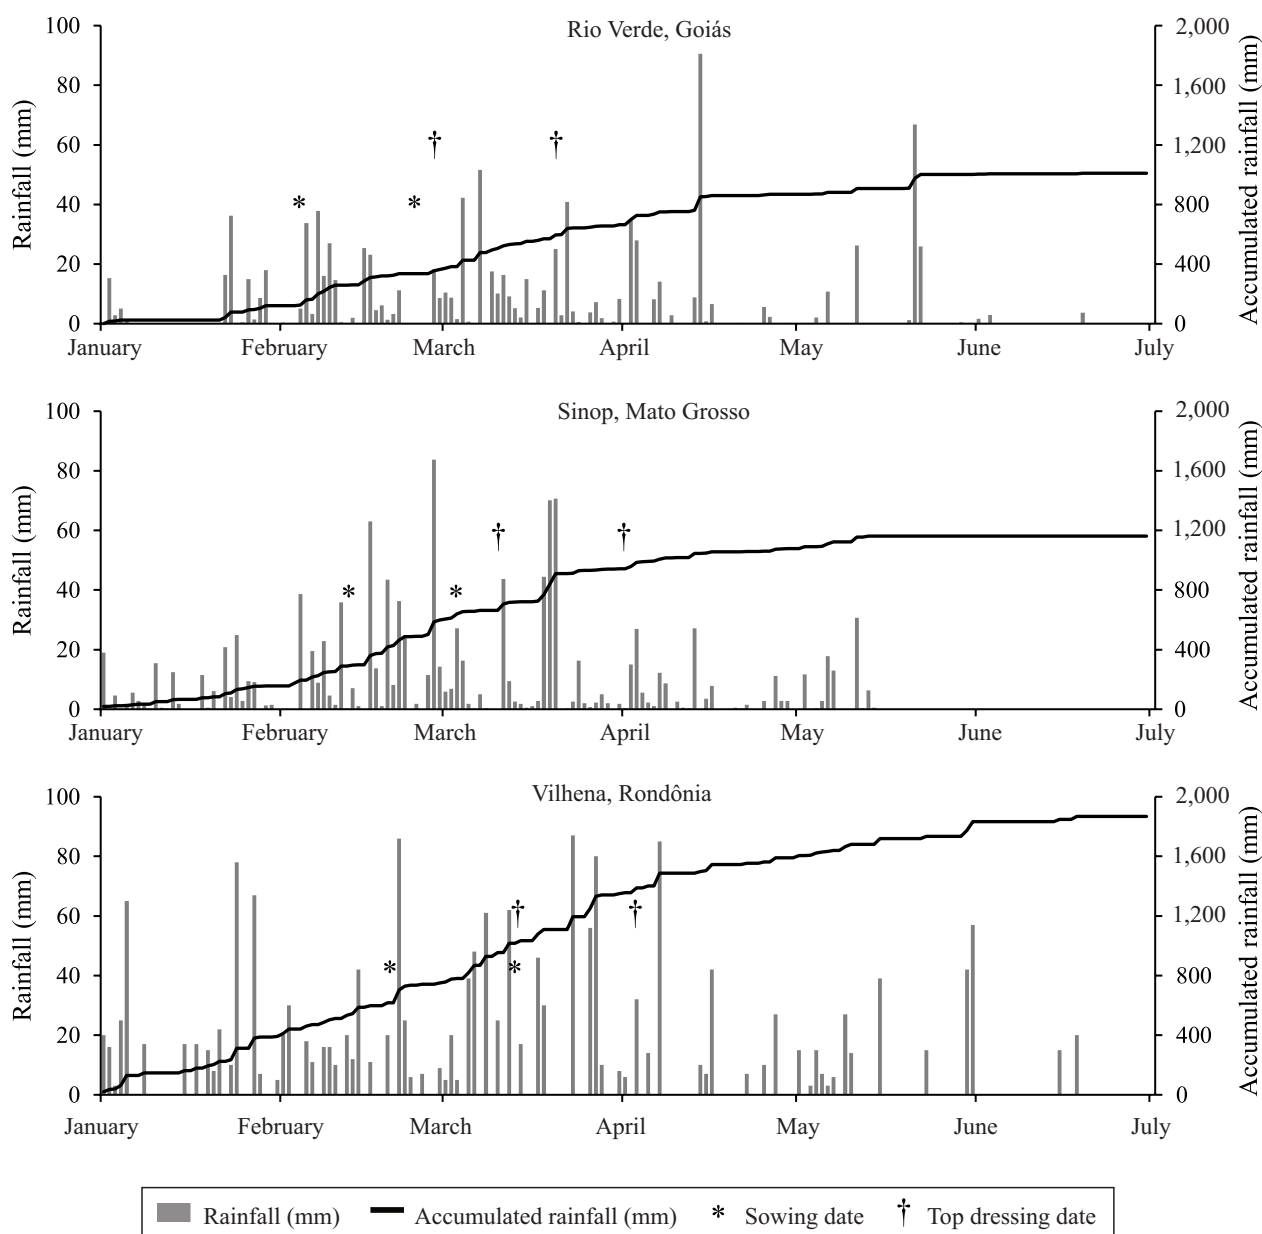 Rio Verde, Goiás
Rainfall (mm)
Accumulated rainfall (mm)
100 2,000
80 1,600
60 1,200
† †
* *
40 800
20 400
0 0
January February March April May June July
Sinop, Mato Grosso
Rainfall (mm)
Accumulated rainfall (mm)
100 2,000
80 1,600
60 1,200
† †
* *
40 800
20 400
0 0
January February March April May June July
Vilhena, Rondônia
Rainfall (mm)
Accumulated rainfall (mm)
100 2,000
80 1,600
60 1,200
† †
* *
40 800
20 400
0 0
January February March April May June July
Rainfall (mm) Accumulated rainfall (mm) * Sowing date † Top dressing date